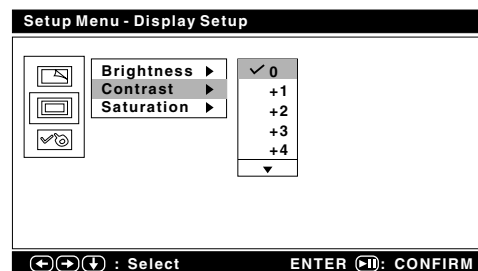 Setup Menu - Display Setup
Brightness
Contrast
Saturation
0
+1
+2
+3
+4
: Select
ENTER : CONFIRM